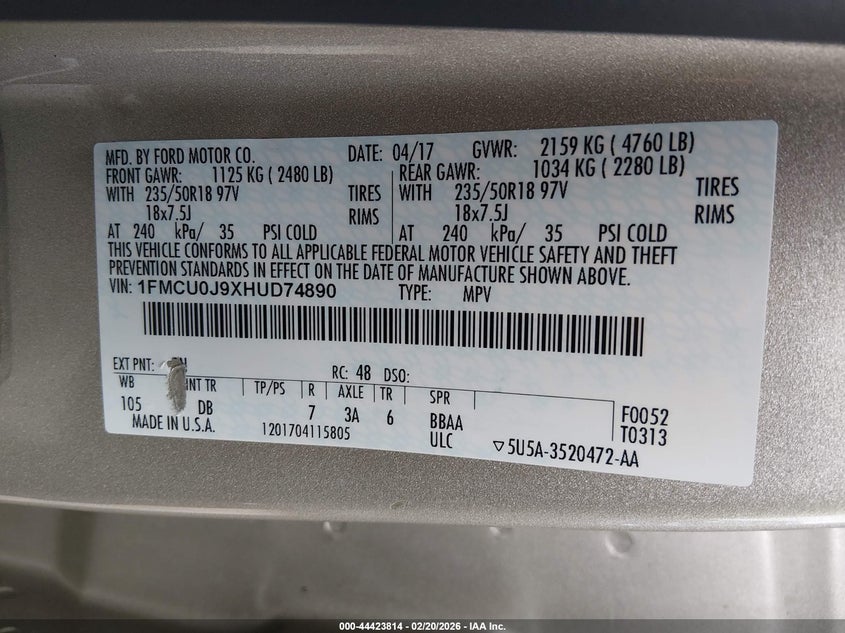 MFD. BY FORD MOTOR CO. DATE: 04/17 GVWR: 2159 KG ( 4760 LB)
FRONT GAWR: 1125 KG ( 2480 LB) REAR GAWR: 1034 KG ( 2280 LB)
WITH 235/50R18 97V TIRES WITH 235/50R18 97V TIRES
18x7.5J RIMS 18x7.5J RIMS
AT 240 kPa/ 35 PSI COLD AT 240 kPa/ 35 PSI COLD
THIS VEHICLE CONFORMS TO ALL APPLICABLE FEDERAL MOTOR VEHICLE SAFETY AND THEFT
PREVENTION STANDARDS IN EFFECT ON THE DATE OF MANUFACTURE SHOWN ABOVE.
VIN: 1FMCU0J9XHUD74890 TYPE: MPV
EXT PNT: RC: 48 DSO:
WB INT TR TP/PS R AXLE TR SPR
105 DB 7 3A 6 BBAA F0052
MADE IN U.S.A. 1201704115805 ULC ▽5U5A-3520472-AA T0313
000-44423814 - 02/20/2026 - IAA Inc.